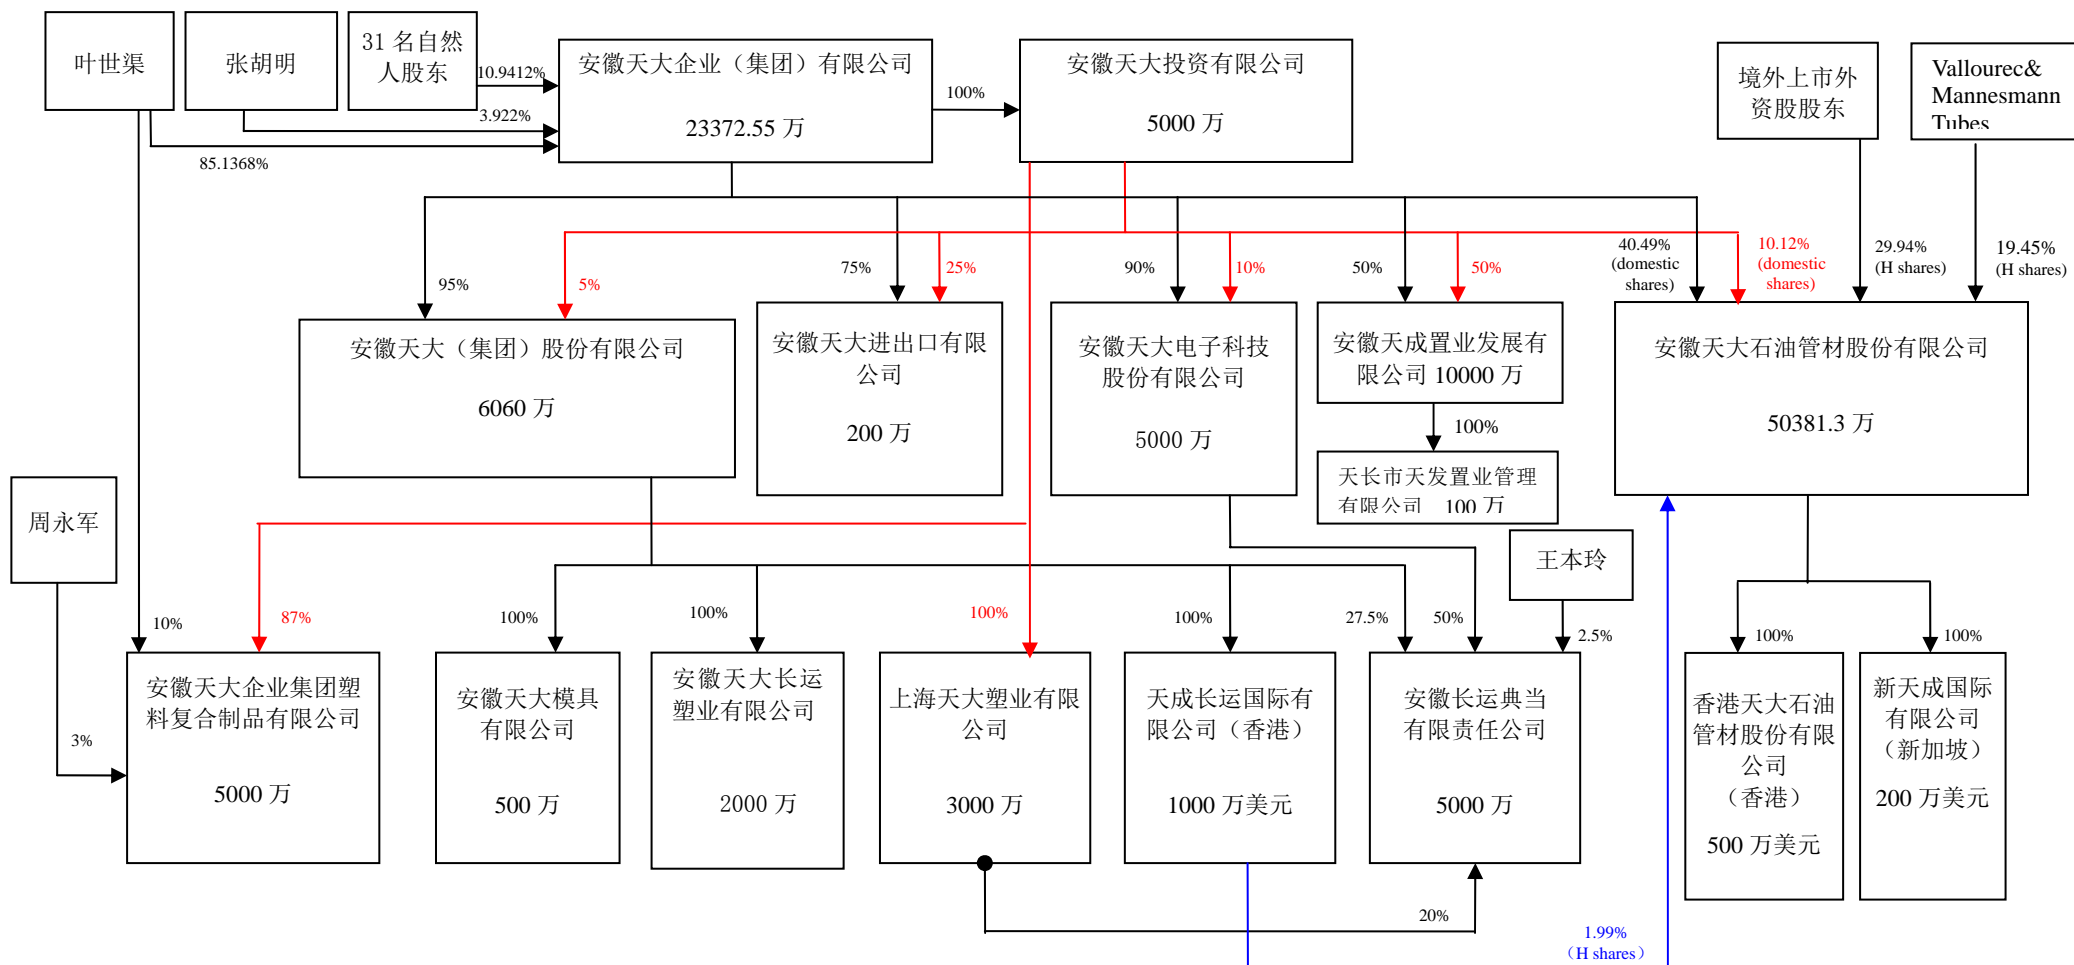 叶世渠
张胡明
31 名自然
人股东
安徽天大企业（集团）有限公司
23372.55 万
安徽天大投资有限公司
5000 万
境外上市外
资股股东
Vallourec&
Mannesmann
Tubes
10.9412%
3.922%
85.1368%
100%
95%
5%
75%
25%
90%
10%
50%
50%
40.49%
(domestic
shares)
10.12%
(domestic
shares)
29.94%
(H shares)
19.45%
(H shares)
安徽天大（集团）股份有限公司
6060 万
安徽天大进出口有限
公司
200 万
安徽天大电子科技
股份有限公司
5000 万
安徽天成置业发展有
限公司 10000 万
100%
天长市天发置业管理
有限公司 100 万
安徽天大石油管材股份有限公司
50381.3 万
周永军
王本玲
3%
10%
87%
100%
100%
100%
100%
27.5%
50%
2.5%
100%
100%
安徽天大企业集团塑
料复合制品有限公司
5000 万
安徽天大模具
有限公司
500 万
安徽天大长运
塑业有限公司
2000 万
上海天大塑业有限
公司
3000 万
天成长运国际有
限公司（香港）
1000 万美元
安徽长运典当
有限责任公司
5000 万
香港天大石油
管材股份有限
公司
（香港）
500 万美元
新天成国际
有限公司
（新加坡）
200 万美元
20%
1.99%
（H shares）